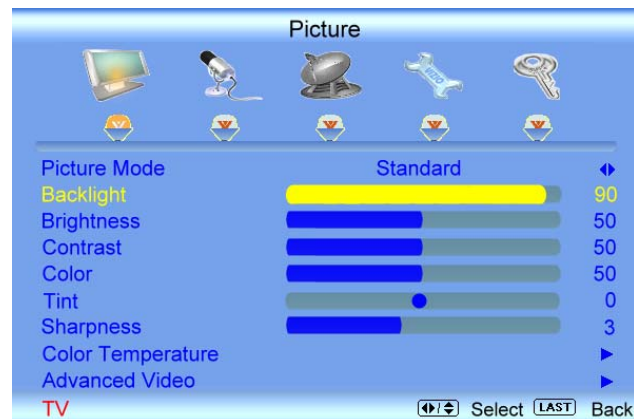 Picture
Picture Mode Standard
Backlight 90
Brightness 50
Contrast 50
Color 50
Tint 0
Sharpness 3
Color Temperature
Advanced Video
TV Select LAST Back